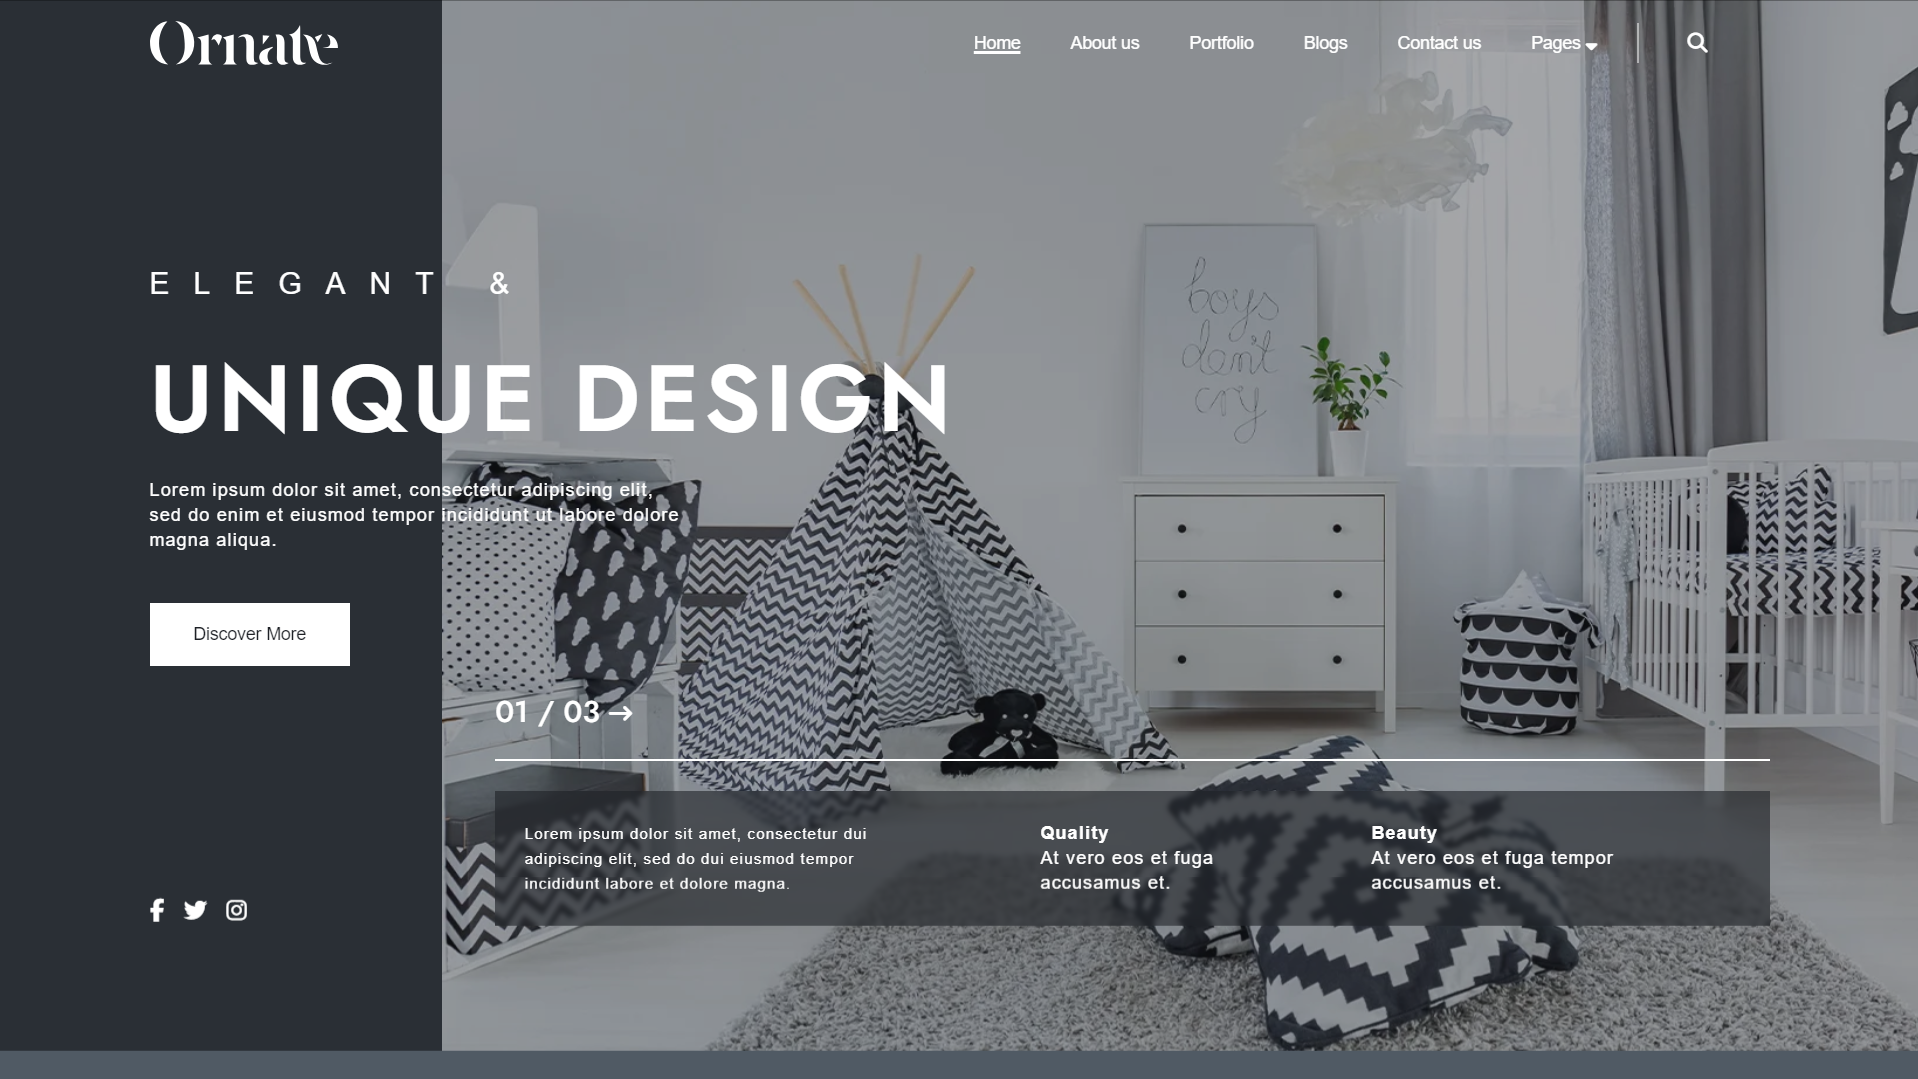 Ornate
Home About us Portfolio Blogs Contact us Pages
boys
dont
cry
ELEGANT &
UNIQUE DESIGN
Lorem ipsum dolor sit amet, consectetur adipiscing elit,
sed do enim et eiusmod tempor incididunt ut labore dolore
magna aliqua.
Discover More
01 / 03
Lorem ipsum dolor sit amet, consectetur dui
adipiscing elit, sed do dui eiusmod tempor
incididunt labore et dolore magna.
Quality
At vero eos et fuga
accusamus et.
Beauty
At vero eos et fuga tempor
accusamus et.